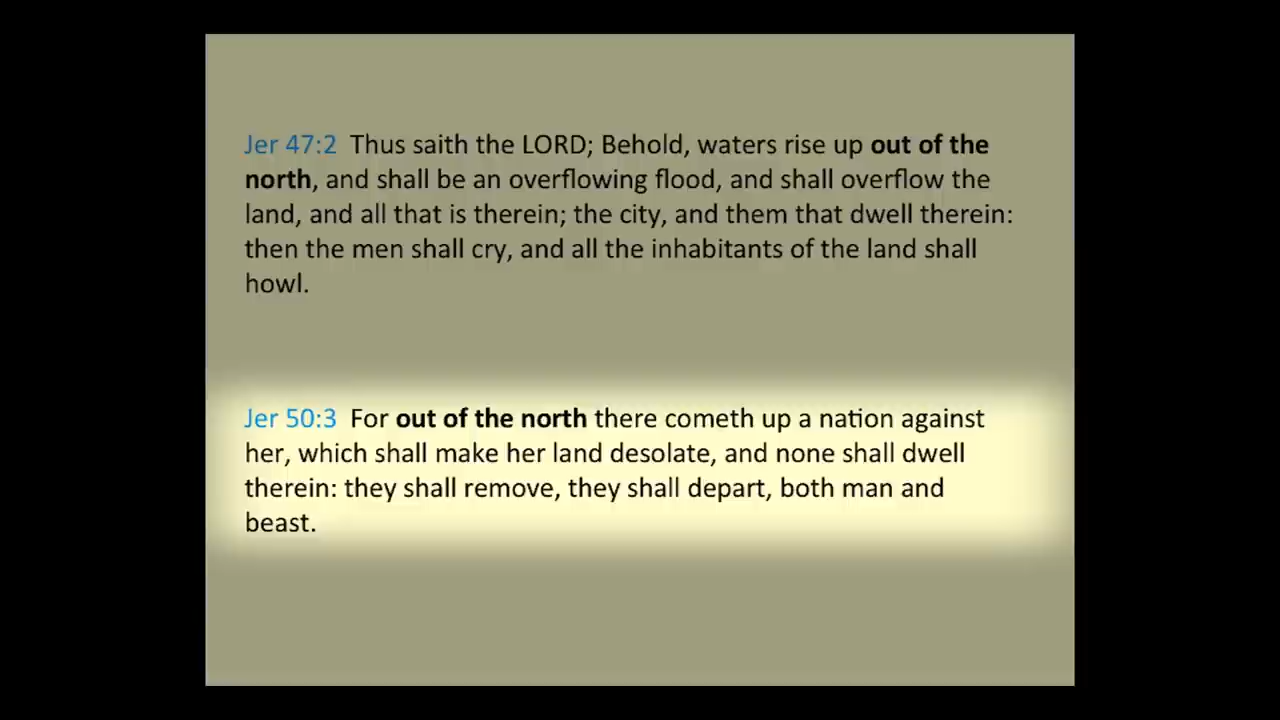 Jer 47:2 Thus saith the LORD; Behold, waters rise up out of the
north, and shall be an overflowing flood, and shall overflow the
land, and all that is therein; the city, and them that dwell therein:
then the men shall cry, and all the inhabitants of the land shall
howl.
Jer 50:3 For out of the north there cometh up a nation against
her, which shall make her land desolate, and none shall dwell
therein: they shall remove, they shall depart, both man and
beast.